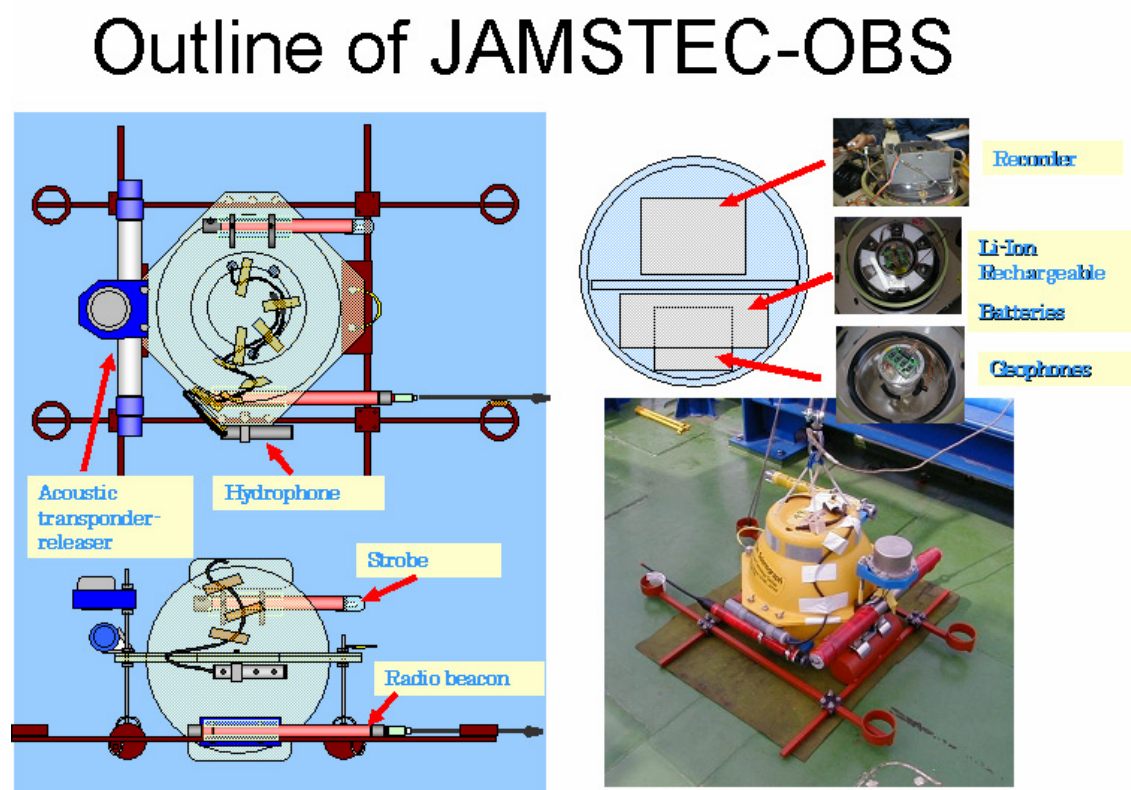 Outline of JAMSTEC-OBS
Recorder
Li-Ion
Rechargeable
Batteries
Geophones
Acoustic
transponder-
releaser
Hydrophone
Strobe
Radio beacon